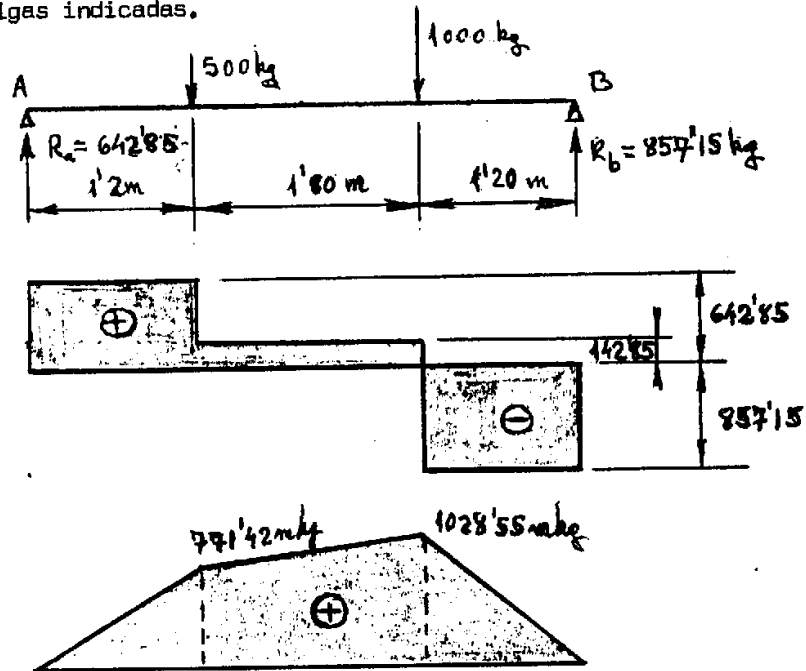 lgas indicadas.
1000 kg
500 kg
A
B
Ra = 642'85
Rb = 857'15 kg
1'2m
1'80 m
1'20 m
+
642'85
142'85
-
857'15
771'42 mkg
1028'55 mkg
+